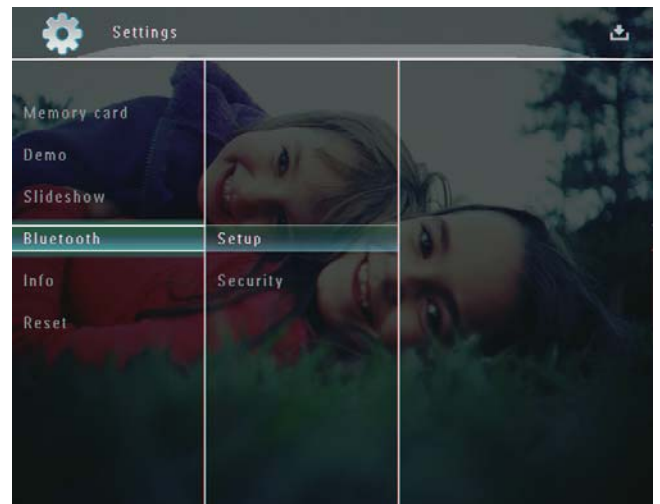 Settings
Memory card
Demo
Slideshow
Bluetooth
Setup
Info
Security
Reset